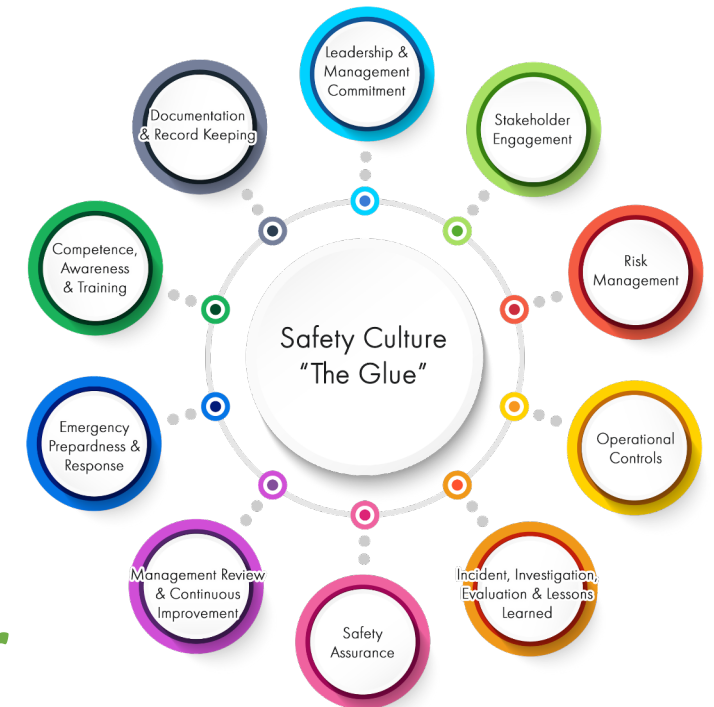 Leadership &
Management
Commitment
Stakeholder
Engagement
Risk
Management
Operational
Controls
Incident, Investigation,
Evaluation & Lessons
Learned
Safety
Assurance
Management Review
& Continuous
Improvement
Emergency
Prepardness &
Response
Competence,
Awareness
& Training
Documentation
& Record Keeping
Safety Culture
“The Glue”